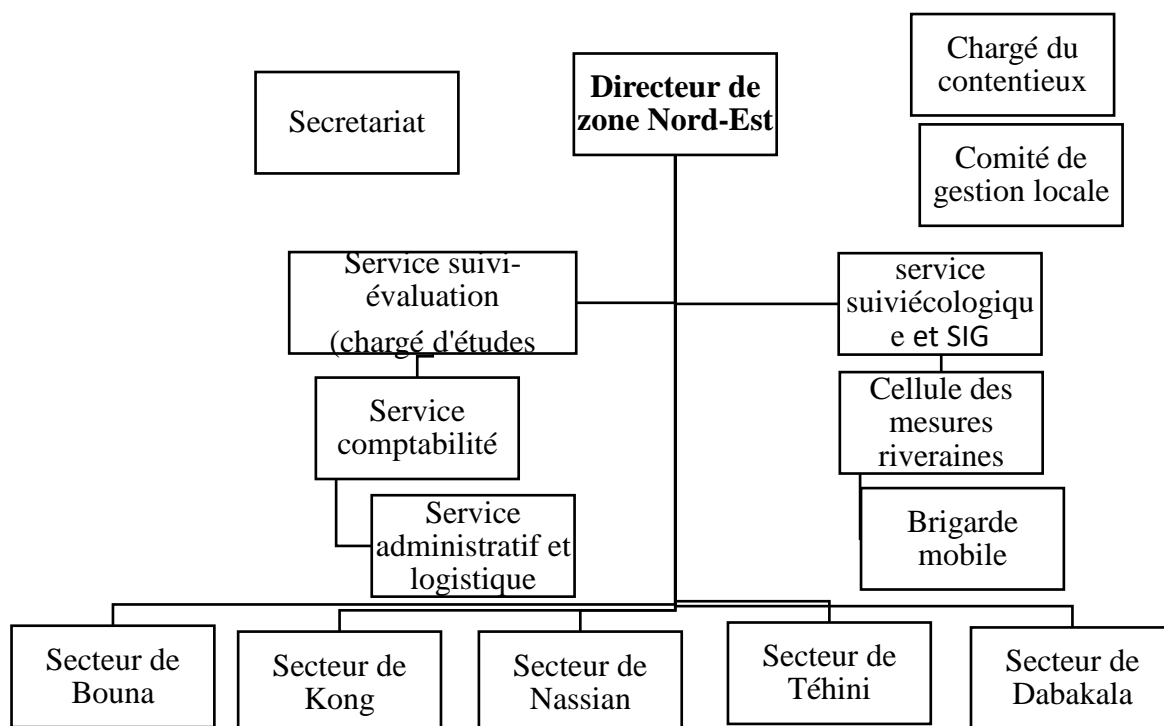 Chargé du
contentieux
Directeur de
zone Nord-Est
Secretariat
Comité de
gestion locale
Service suivi-
évaluation
(chargé d'études
service
suiviécologiqu
e et SIG
Service
comptabilité
Cellule des
mesures
riveraines
Service
administratif et
logistique
Brigarde
mobile
Secteur de
Bouna
Secteur de
Kong
Secteur de
Nassian
Secteur de
Téhini
Secteur de
Dabakala